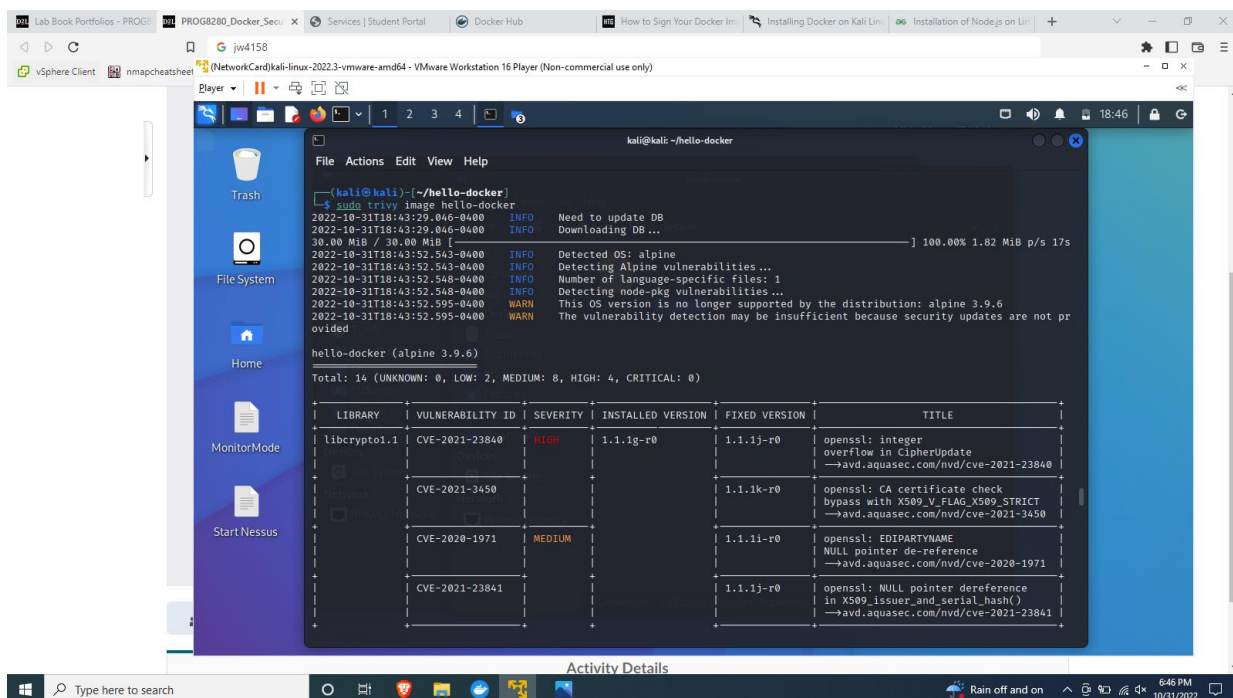 Lab Book Portfolios - PROG8
PROG8280_Docker_Secu
Services | Student Portal
Docker Hub
How to Sign Your Docker Im
Installing Docker on Kali Linu
Installation of Node.js on Lin
jw4158
vSphere Client
nmapcheatsheet
(NetworkCard)kali-linux-2022.3-vmware-amd64 - VMware Workstation 16 Player (Non-commercial use only)
Player
1 2 3 4
18:46
kali@kali: ~/hello-docker
File Actions Edit View Help
Trash
File System
Home
MonitorMode
Start Nessus
(kali㉿kali)-[~/hello-docker]
$ sudo trivy image hello-docker
2022-10-31T18:43:29.046-0400 INFO Need to update DB
2022-10-31T18:43:29.046-0400 INFO Downloading DB...
30.00 MiB / 30.00 MiB [----------] 100.00% 1.82 MiB p/s 17s
2022-10-31T18:43:52.543-0400 INFO Detected OS: alpine
2022-10-31T18:43:52.543-0400 INFO Detecting Alpine vulnerabilities...
2022-10-31T18:43:52.548-0400 INFO Number of language-specific files: 1
2022-10-31T18:43:52.548-0400 INFO Detecting node-pkg vulnerabilities...
2022-10-31T18:43:52.595-0400 WARN This OS version is no longer supported by the distribution: alpine 3.9.6
2022-10-31T18:43:52.595-0400 WARN The vulnerability detection may be insufficient because security updates are not pr
ovided
hello-docker (alpine 3.9.6)
Total: 14 (UNKNOWN: 0, LOW: 2, MEDIUM: 8, HIGH: 4, CRITICAL: 0)
| LIBRARY | VULNERABILITY ID | SEVERITY | INSTALLED VERSION | FIXED VERSION | TITLE |
| libcrypto1.1 | CVE-2021-23840 | HIGH | 1.1.1g-r0 | 1.1.1j-r0 | openssl: integer |
overflow in CipherUpdate
→avd.aquasec.com/nvd/cve-2021-23840
| CVE-2021-3450 | 1.1.1k-r0 | openssl: CA certificate check |
bypass with X509_V_FLAG_X509_STRICT
→avd.aquasec.com/nvd/cve-2021-3450
| CVE-2020-1971 | MEDIUM | 1.1.1i-r0 | openssl: EDIPARTYNAME |
NULL pointer de-reference
→avd.aquasec.com/nvd/cve-2020-1971
| CVE-2021-23841 | 1.1.1j-r0 | openssl: NULL pointer dereference |
in X509_issuer_and_serial_hash()
→avd.aquasec.com/nvd/cve-2021-23841
Activity Details
Type here to search
Rain off and on
6:46 PM
10/31/2022